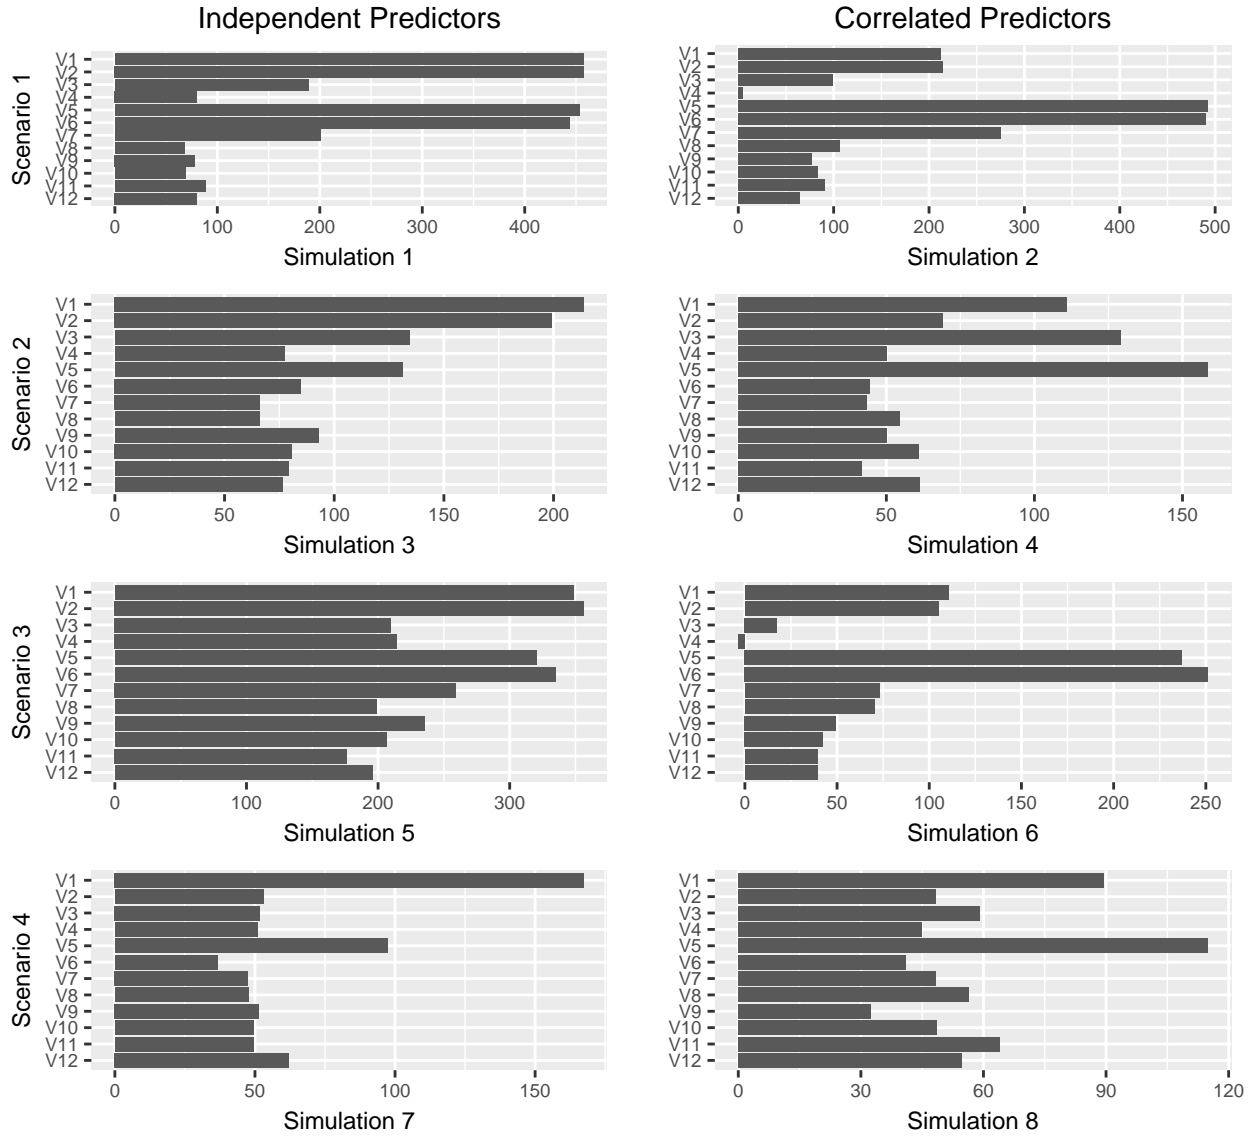 Independent Predictors
Correlated Predictors
Scenario 1
V1
V2
V3
V4
V5
V6
V7
V8
V9
V10
V11
V12
0 100 200 300 400
Simulation 1
V1
V2
V3
V4
V5
V6
V7
V8
V9
V10
V11
V12
0 100 200 300 400 500
Simulation 2
Scenario 2
V1
V2
V3
V4
V5
V6
V7
V8
V9
V10
V11
V12
0 50 100 150 200
Simulation 3
V1
V2
V3
V4
V5
V6
V7
V8
V9
V10
V11
V12
0 50 100 150
Simulation 4
Scenario 3
V1
V2
V3
V4
V5
V6
V7
V8
V9
V10
V11
V12
0 100 200 300
Simulation 5
V1
V2
V3
V4
V5
V6
V7
V8
V9
V10
V11
V12
0 50 100 150 200 250
Simulation 6
Scenario 4
V1
V2
V3
V4
V5
V6
V7
V8
V9
V10
V11
V12
0 50 100 150
Simulation 7
V1
V2
V3
V4
V5
V6
V7
V8
V9
V10
V11
V12
0 30 60 90 120
Simulation 8